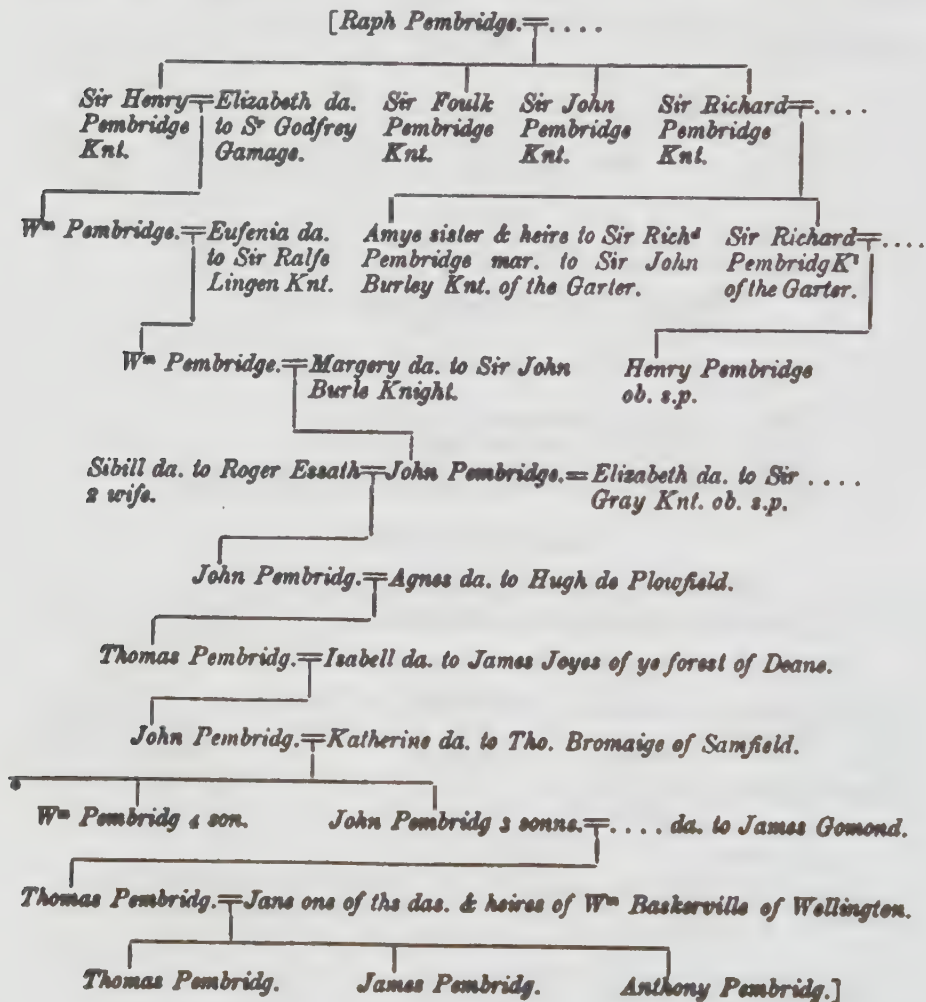 [Raph Pembridge.=. . . .
Sir Henry=Elizabeth da. Sir Foulk Sir John Sir Richard=. . . .
Pembridge to Sr Godfrey Pembridge Pembridge Pembridge
Knt. Gamage. Knt. Knt. Knt.
Wm Pembridge.=Eufenia da. Amye sister & heire to Sir Richd Sir Richard=. . . .
to Sir Ralfe Pembridge mar. to Sir John Pembridg Kt
Lingen Knt. Burley Knt. of the Garter. of the Garter.
Wm Pembridge.=Margery da. to Sir John Henry Pembridge
Burle Knight. ob. s.p.
Sibill da. to Roger Essath=John Pembridge.=Elizabeth da. to Sir . . . .
2 wife. Gray Knt. ob. s.p.
John Pembridg.=Agnes da. to Hugh de Plowfield.
Thomas Pembridg.=Isabell da. to James Joyes of ye forest of Deane.
John Pembridg.=Katherine da. to Tho. Bromaige of Samfield.
Wm Pembridg 4 son. John Pembridg 3 sonne.=. . . . da. to James Gomond.
Thomas Pembridg.=Jane one of the das. & heires of Wm Baskerville of Wellington.
Thomas Pembridg. James Pembridg. Anthony Pembridg.]